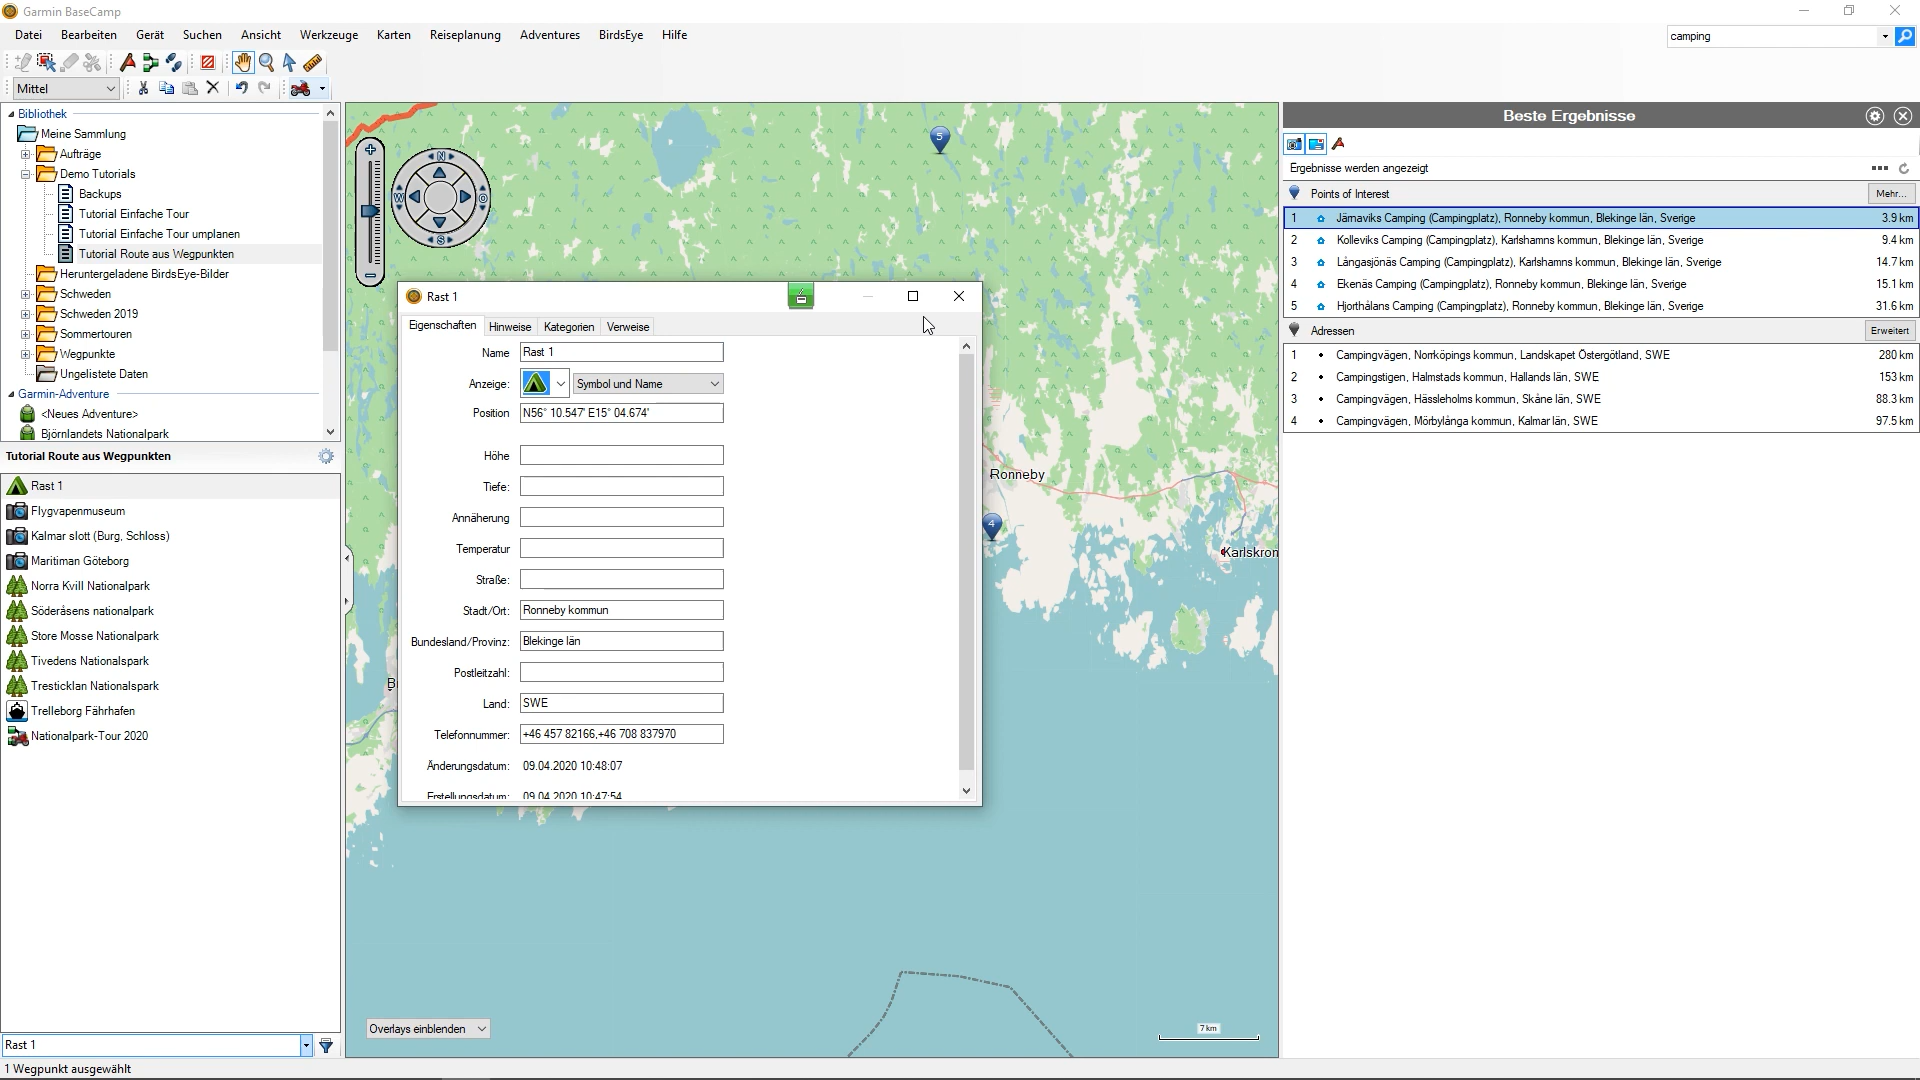 Garmin BaseCamp
Datei Bearbeiten Gerät Suchen Ansicht Werkzeuge Karten Reiseplanung Adventures BirdsEye Hilfe
camping
Mittel
Bibliothek
Meine Sammlung
Aufträge
Demo Tutorials
Backups
Tutorial Einfache Tour
Tutorial Einfache Tour umplanen
Tutorial Route aus Wegpunkten
Heruntergeladene BirdsEye-Bilder
Schweden
Schweden 2019
Sommertouren
Wegpunkte
Ungelistete Daten
Garmin-Adventure
<Neues Adventure>
Björnlandets Nationalpark
Tutorial Route aus Wegpunkten
Rast 1
Flygvapenmuseum
Kalmar slott (Burg, Schloss)
Maritiman Göteborg
Norra Kvill Nationalpark
Söderåsens nationalpark
Store Mosse Nationalpark
Tivedens Nationalspark
Tresticklan Nationalspark
Trelleborg Fährhafen
Nationalpark-Tour 2020
Rast 1
1 Wegpunkt ausgewählt
N
W
O
S
5
Ronneby
4
Karlskron
B
Overlays einblenden
7 km
Rast 1
Eigenschaften Hinweise Kategorien Verweise
Name Rast 1
Anzeige: Symbol und Name
Position N56° 10.547' E15° 04.674'
Höhe:
Tiefe:
Annäherung
Temperatur
Straße:
Stadt/Ort: Ronneby kommun
Bundesland/Provinz: Blekinge län
Postleitzahl:
Land: SWE
Telefonnummer: +46 457 82166,+46 708 837970
Änderungsdatum: 09.04.2020 10:48:07
Erstellungsdatum: 09.04.2020 10:47:54
Beste Ergebnisse
Ergebnisse werden angezeigt
Points of Interest Mehr...
1 Järnaviks Camping (Campingplatz), Ronneby kommun, Blekinge län, Sverige 3.9 km
2 Kolleviks Camping (Campingplatz), Karlshamns kommun, Blekinge län, Sverige 9.4 km
3 Långasjönäs Camping (Campingplatz), Karlshamns kommun, Blekinge län, Sverige 14.7 km
4 Ekenäs Camping (Campingplatz), Ronneby kommun, Blekinge län, Sverige 15.1 km
5 Hjorthålans Camping (Campingplatz), Ronneby kommun, Blekinge län, Sverige 31.6 km
Adressen Erweitert
1 • Campingvägen, Norrköpings kommun, Landskapet Östergötland, SWE 280 km
2 • Campingstigen, Halmstads kommun, Hallands län, SWE 153 km
3 • Campingvägen, Hässleholms kommun, Skåne län, SWE 88.3 km
4 • Campingvägen, Mörbylånga kommun, Kalmar län, SWE 97.5 km